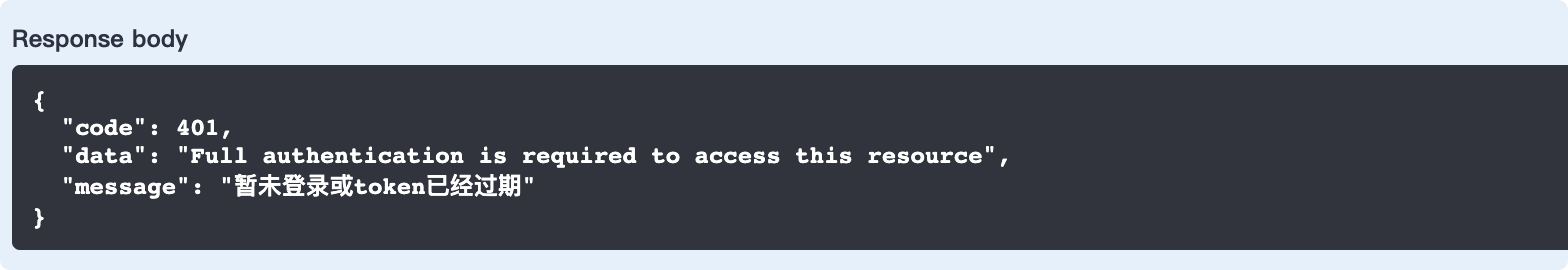 Response body
{
  "code": 401,
  "data": "Full authentication is required to access this resource",
  "message": "暂未登录或token已经过期"
}